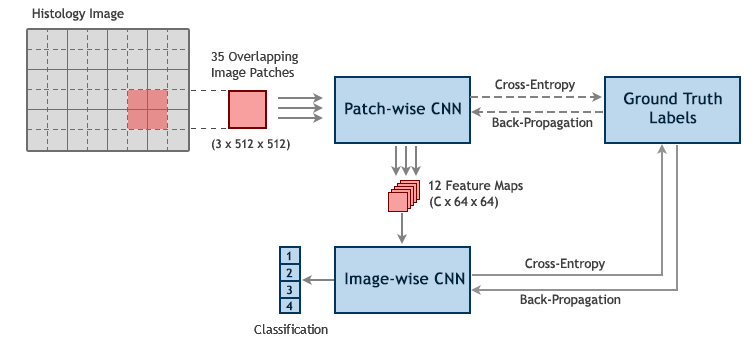 Histology Image
35 Overlapping
Image Patches
(3 x 512 x 512)
Patch-wise CNN
Cross-Entropy
Back-Propagation
Ground Truth
Labels
12 Feature Maps
(C x 64 x 64)
1
2
3
4
Classification
Image-wise CNN
Cross-Entropy
Back-Propagation